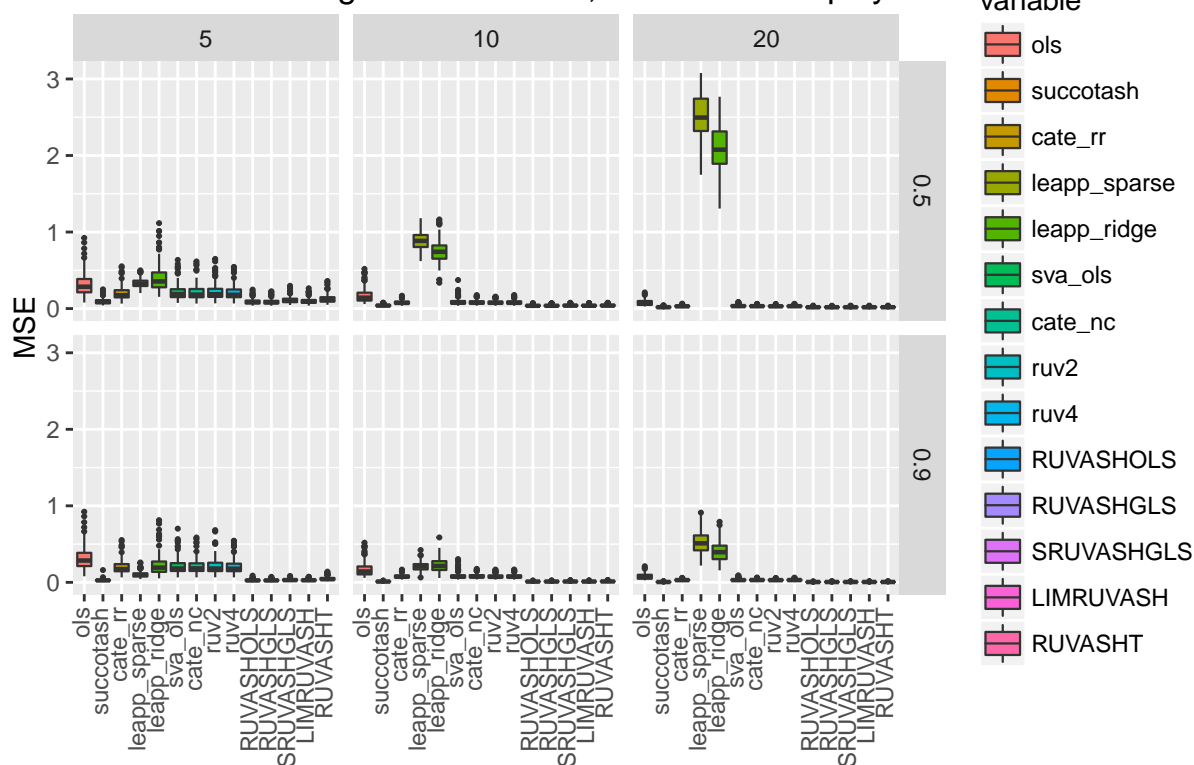 variable
5
10
20
3
2
1
0
0.5
MSE
3
2
1
0
0.9
ols
succotash
cate_rr
leapp_sparse
leapp_ridge
sva_ols
cate_nc
ruv2
ruv4
RUVASHOLS
RUVASHGLS
SRUVASHGLS
LIMRUVASH
RUVASHT
ols
succotash
cate_rr
leapp_sparse
leapp_ridge
sva_ols
cate_nc
ruv2
ruv4
RUVASHOLS
RUVASHGLS
SRUVASHGLS
LIMRUVASH
RUVASHT
ols
succotash
cate_rr
leapp_sparse
leapp_ridge
sva_ols
cate_nc
ruv2
ruv4
RUVASHOLS
RUVASHGLS
SRUVASHGLS
LIMRUVASH
RUVASHT
ols
succotash
cate_rr
leapp_sparse
leapp_ridge
sva_ols
cate_nc
ruv2
ruv4
RUVASHOLS
RUVASHGLS
SRUVASHGLS
LIMRUVASH
RUVASHT